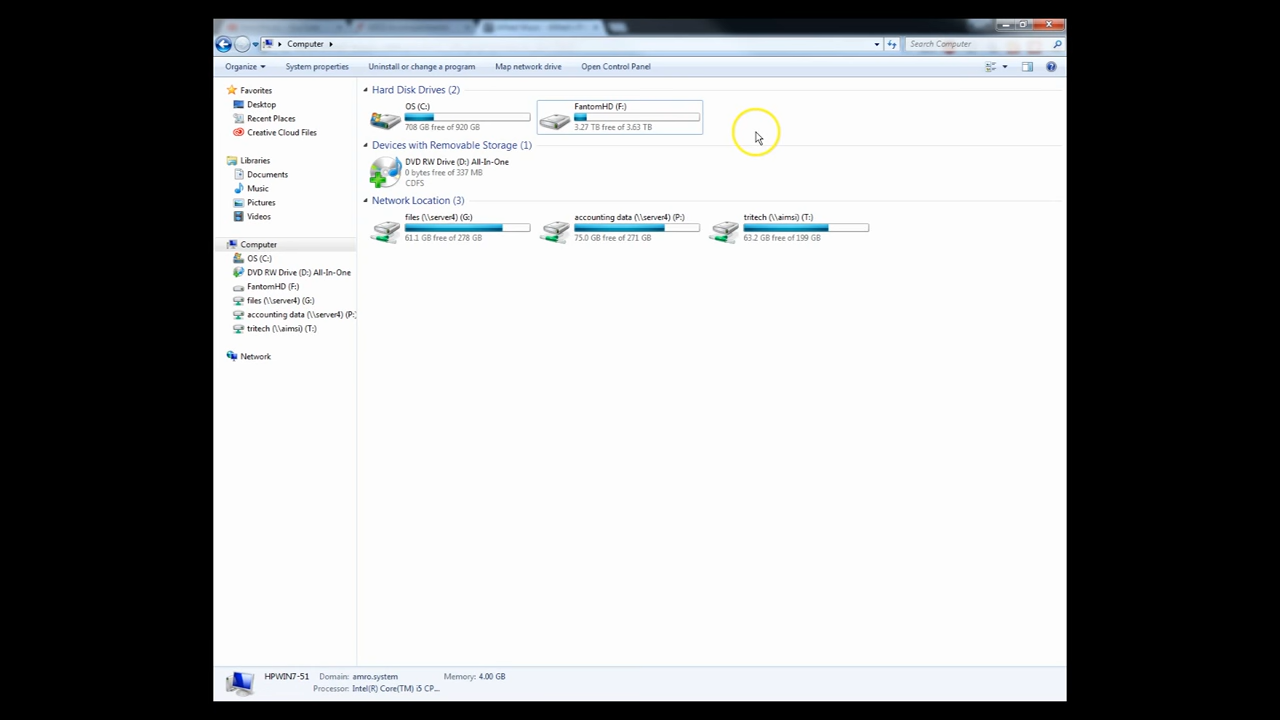 Computer
Search Computer
Organize
System properties
Uninstall or change a program
Map network drive
Open Control Panel
Favorites
Desktop
Recent Places
Creative Cloud Files
Libraries
Documents
Music
Pictures
Videos
Computer
OS (C:)
DVD RW Drive (D:) All-In-One
FantomHD (F:)
files (\\server4) (G:)
accounting data (\\server4) (P:
tritech (\\aimsi) (T:)
Network
Hard Disk Drives (2)
OS (C:)
708 GB free of 920 GB
FantomHD (F:)
3.27 TB free of 3.63 TB
Devices with Removable Storage (1)
DVD RW Drive (D:) All-In-One
0 bytes free of 337 MB
CDFS
Network Location (3)
files (\\server4) (G:)
61.1 GB free of 278 GB
accounting data (\\server4) (P:)
75.0 GB free of 271 GB
tritech (\\aimsi) (T:)
63.2 GB free of 199 GB
HPWIN7-51 Domain: amro.system Memory: 4.00 GB
Processor: Intel(R) Core(TM) i5 CP...